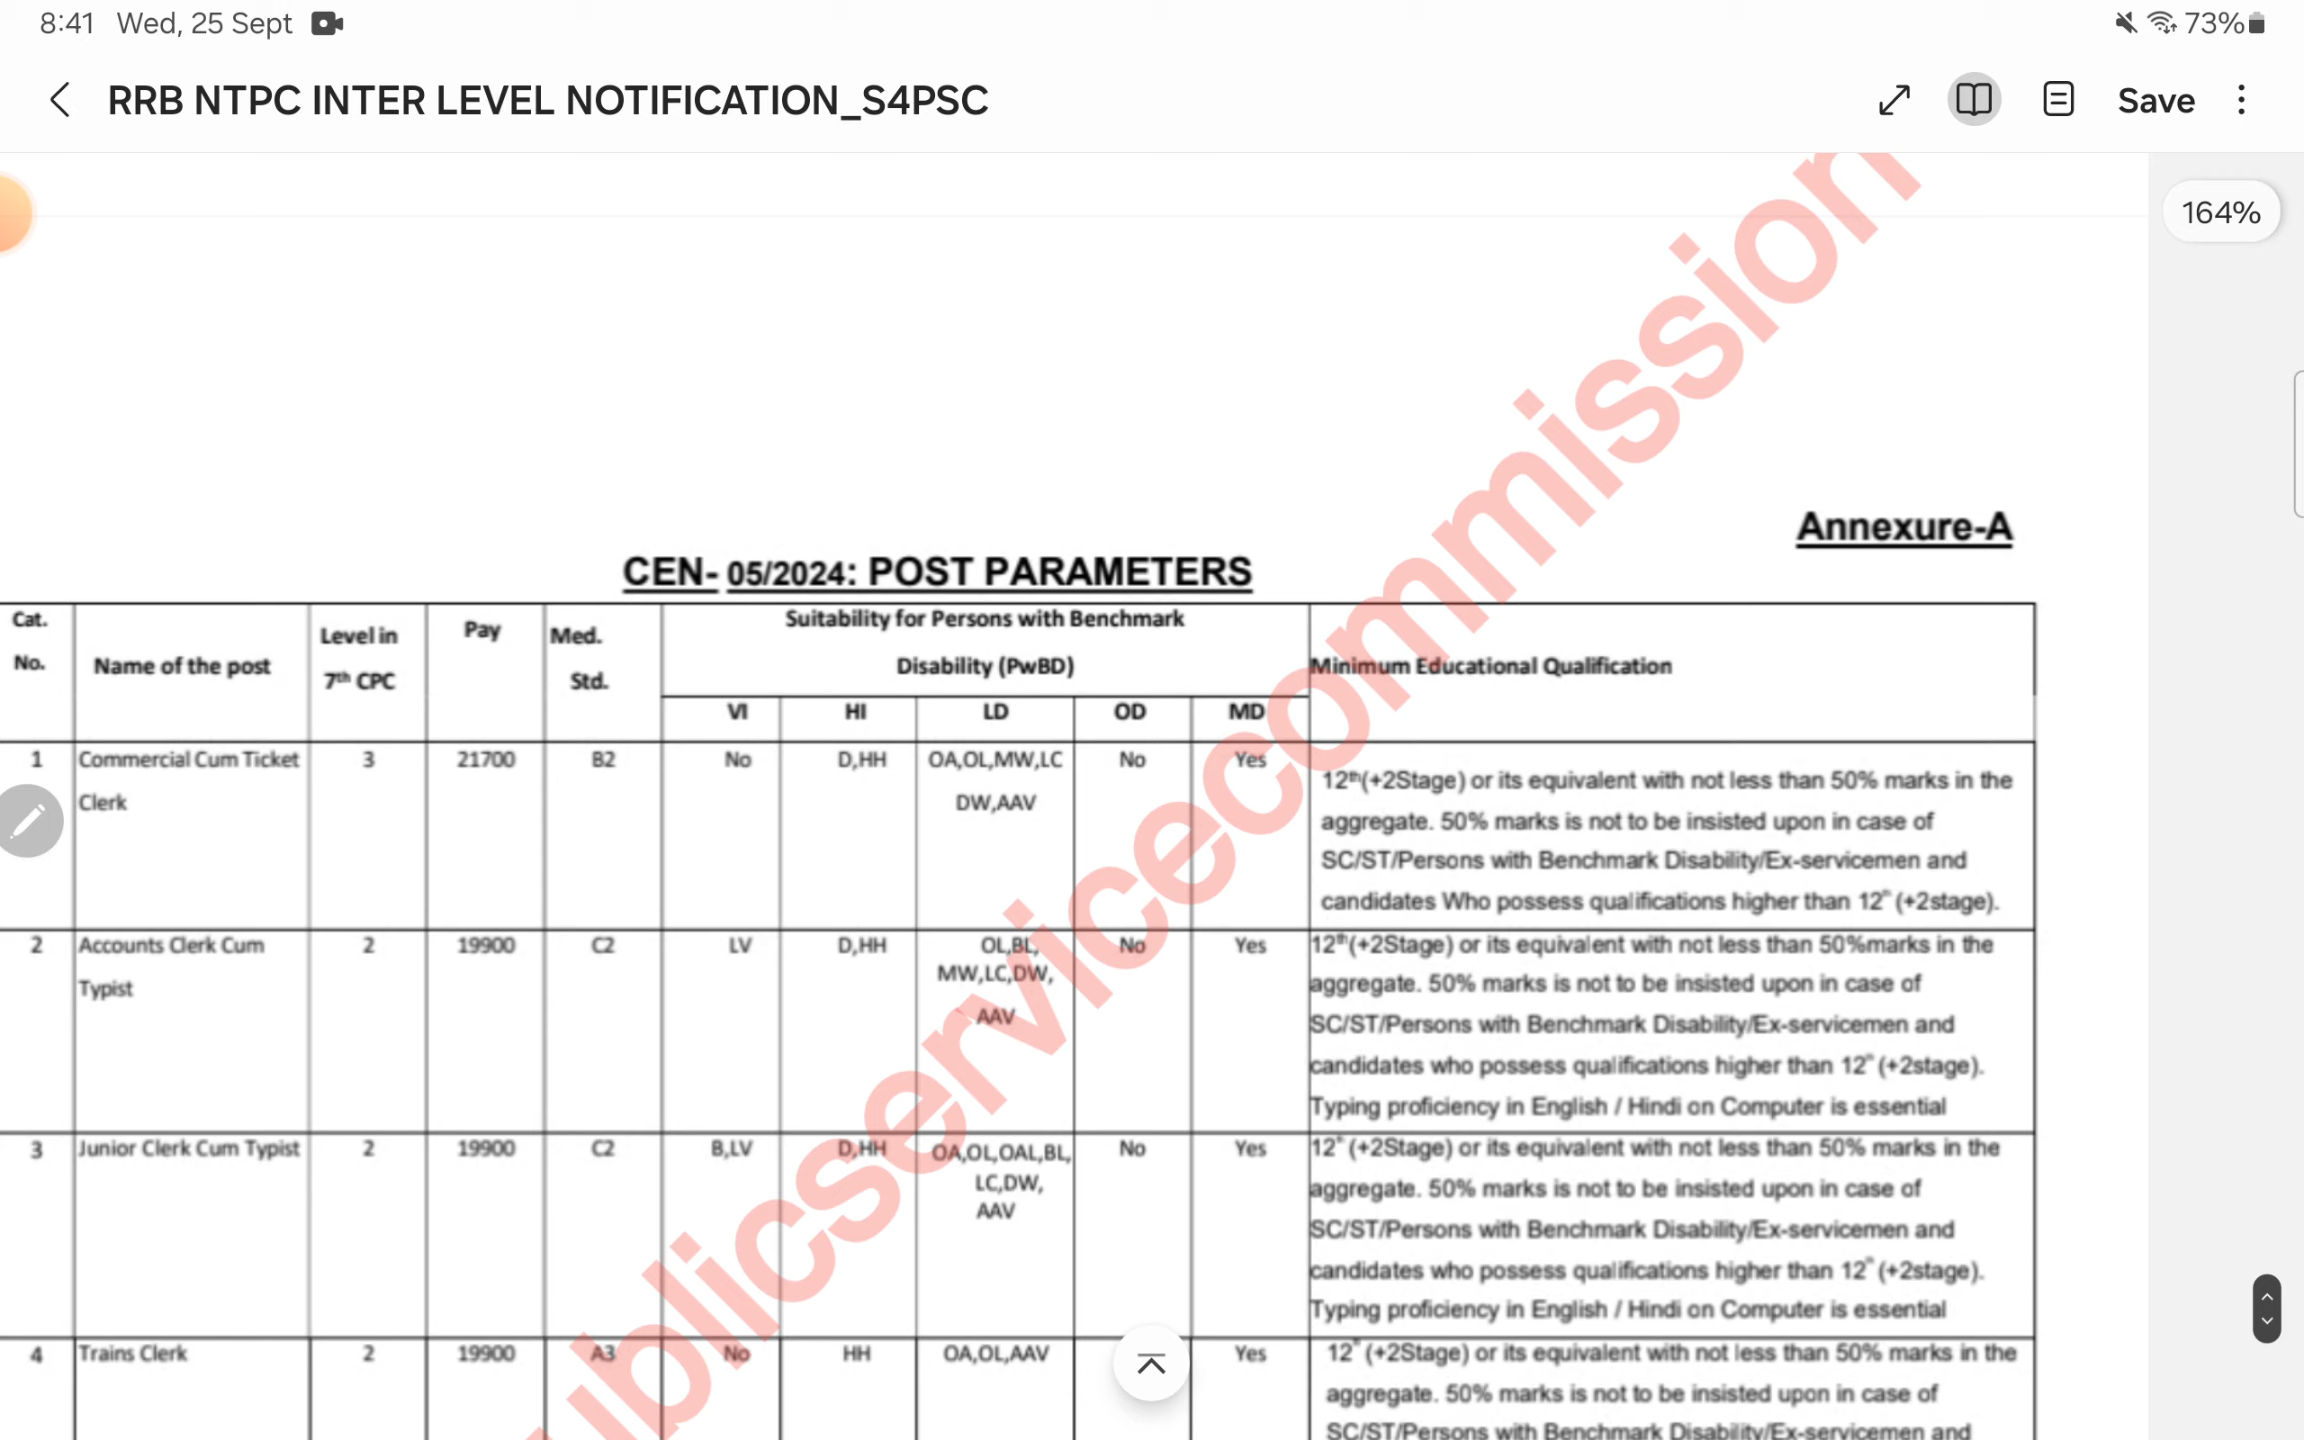 8:41 Wed, 25 Sept
73%
RRB NTPC INTER LEVEL NOTIFICATION_S4PSC
Save
164%
Annexure-A
CEN- 05/2024: POST PARAMETERS
Cat. No.
Name of the post
Level in 7th CPC
Pay
Med. Std.
Suitability for Persons with Benchmark
Disability (PwBD)
Minimum Educational Qualification
VI HI LD OD MD
1 Commercial Cum Ticket 3 21700 B2 No D,HH OA,OL,MW,LC No Yes
Clerk DW,AAV
12th(+2Stage) or its equivalent with not less than 50% marks in the
aggregate. 50% marks is not to be insisted upon in case of
SC/ST/Persons with Benchmark Disability/Ex-servicemen and
candidates Who possess qualifications higher than 12th (+2stage).
2 Accounts Clerk Cum 2 19900 C2 LV D,HH OL,BL, No Yes
Typist MW,LC,DW,
AAV
12th(+2Stage) or its equivalent with not less than 50%marks in the
aggregate. 50% marks is not to be insisted upon in case of
SC/ST/Persons with Benchmark Disability/Ex-servicemen and
candidates who possess qualifications higher than 12th (+2stage).
Typing proficiency in English / Hindi on Computer is essential
3 Junior Clerk Cum Typist 2 19900 C2 B,LV D,HH OA,OL,OAL,BL, No Yes
LC,DW,
AAV
12th (+2Stage) or its equivalent with not less than 50% marks in the
aggregate. 50% marks is not to be insisted upon in case of
SC/ST/Persons with Benchmark Disability/Ex-servicemen and
candidates who possess qualifications higher than 12th (+2stage).
Typing proficiency in English / Hindi on Computer is essential
4 Trains Clerk 2 19900 A3 No HH OA,OL,AAV Yes
12th (+2Stage) or its equivalent with not less than 50% marks in the
aggregate. 50% marks is not to be insisted upon in case of
SC/ST/Persons with Benchmark Disability/Ex-servicemen and
ublicservicecommission